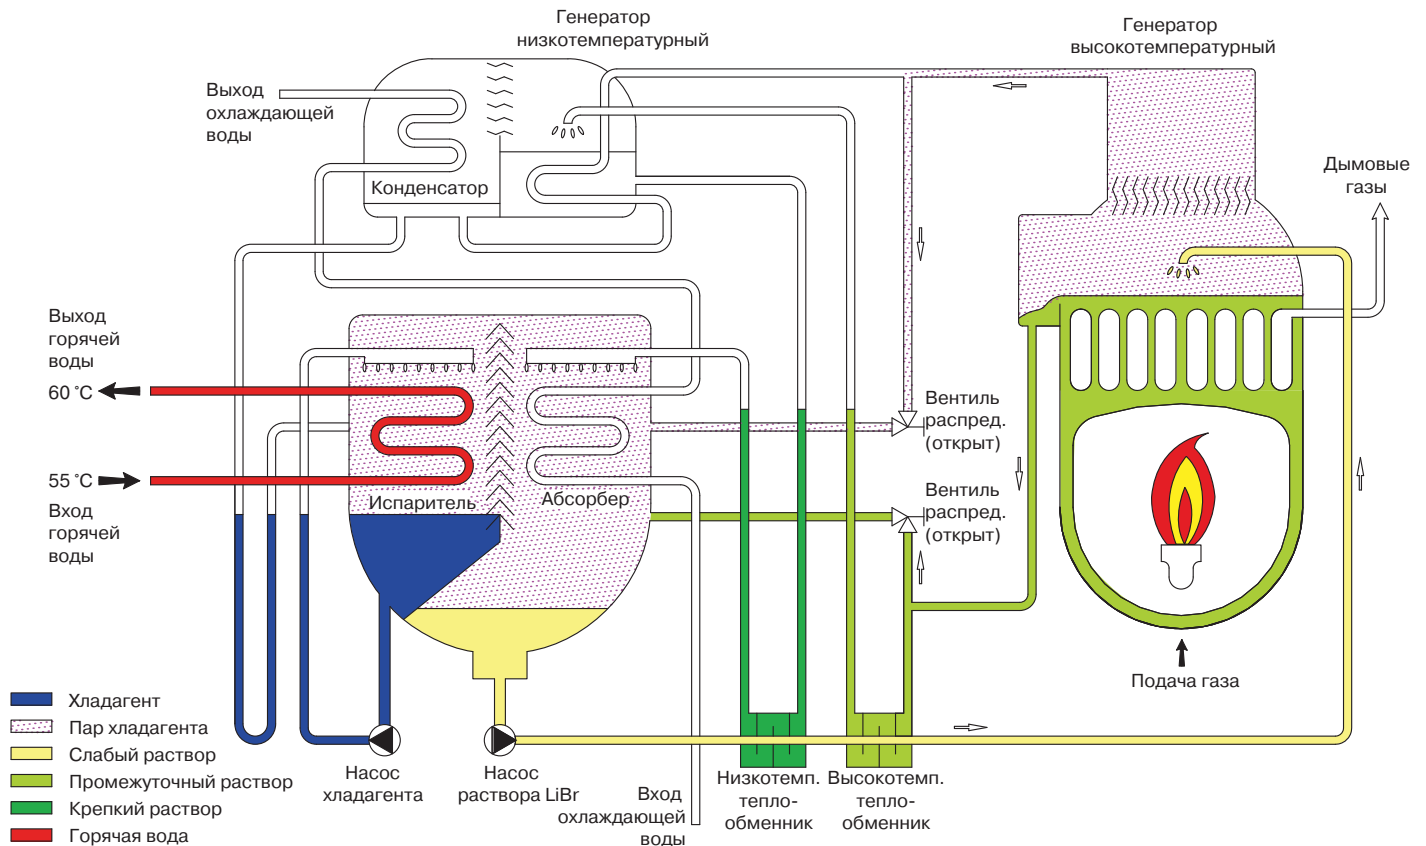 Генератор
низкотемпературный
Генератор
высокотемпературный
Выход
охлаждающей
воды
Конденсатор
Дымовые
газы
Выход
горячей
воды
60 °C
55 °C
Вход
горячей
воды
Испаритель
Абсорбер
Вентиль
распред.
(открыт)
Вентиль
распред.
(открыт)
Подача газа
Хладагент
Пар хладагента
Слабый раствор
Промежуточный раствор
Крепкий раствор
Горячая вода
Насос
хладагента
Насос
раствора LiBr
Вход
охлаждающей
воды
Низкотемп.
тепло-
обменник
Высокотемп.
тепло-
обменник